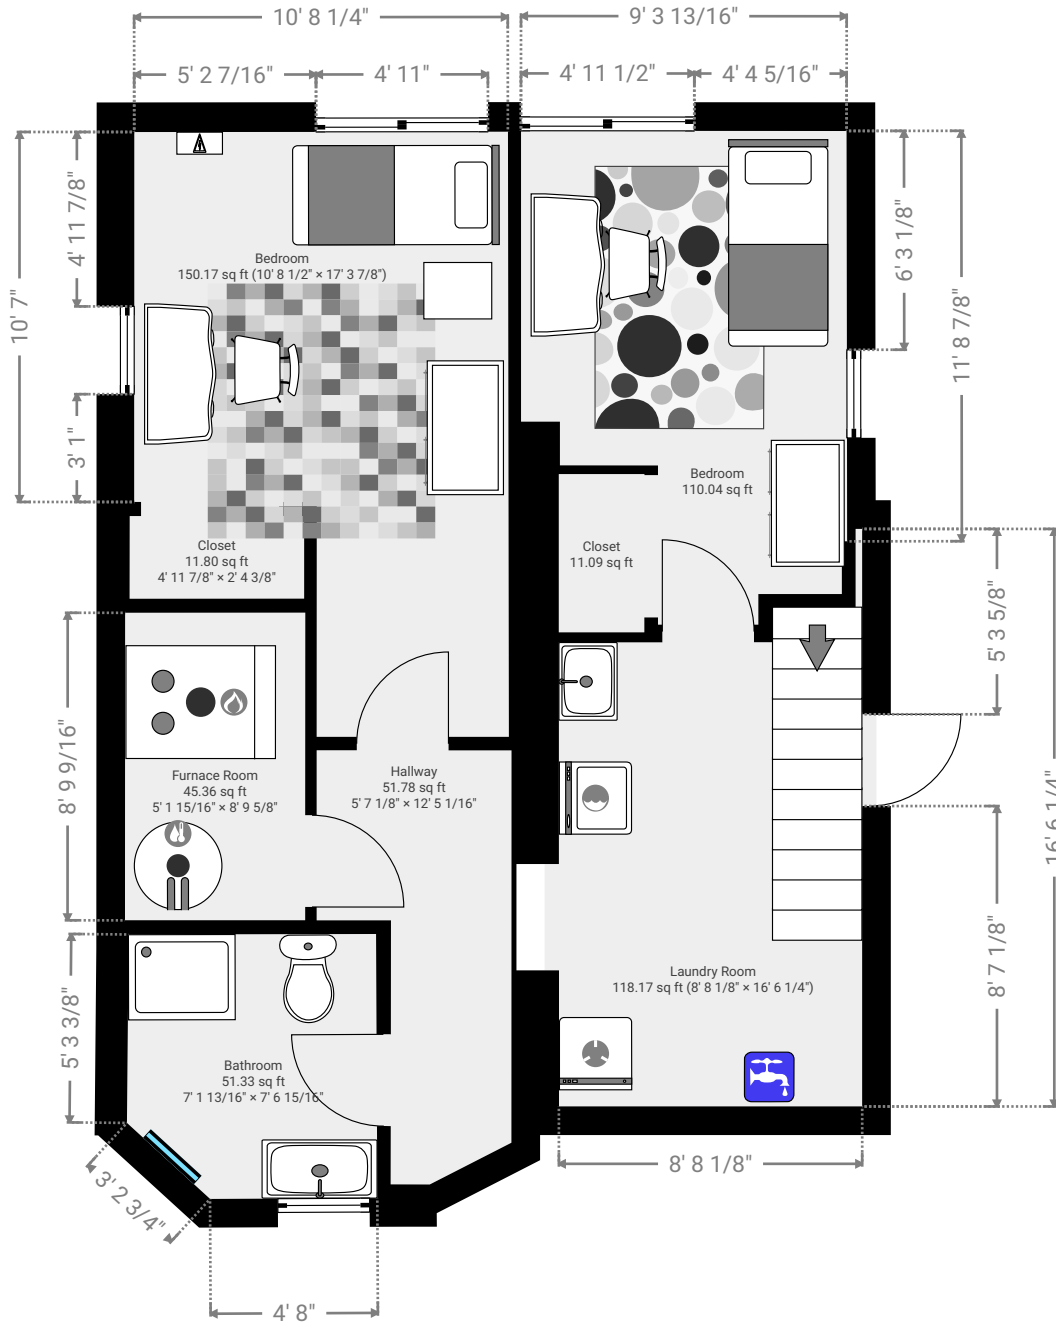 10' 8 1/4"
9' 3 13/16"
5' 2 7/16"
4' 11"
4' 11 1/2"
4' 4 5/16"
4' 11 7/8"
10' 7"
3' 1"
6' 3 1/8"
11' 8 7/8"
Bedroom
150.17 sq ft (10' 8 1/2" × 17' 3 7/8")
Bedroom
110.04 sq ft
Closet
11.80 sq ft
4' 11 7/8" × 2' 4 3/8"
Closet
11.09 sq ft
5' 3 5/8"
8' 9 9/16"
Furnace Room
45.36 sq ft
5' 1 15/16" × 8' 9 5/8"
Hallway
51.78 sq ft
5' 7 1/8" × 12' 5 1/16"
16' 6 1/4"
8' 7 1/8"
Laundry Room
118.17 sq ft (8' 8 1/8" × 16' 6 1/4")
5' 3 3/8"
Bathroom
51.33 sq ft
7' 1 13/16" × 7' 6 15/16"
8' 8 1/8"
3' 2 3/4"
4' 8"